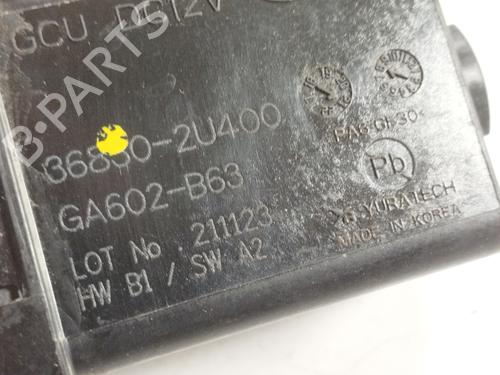 GCU DC12V
36860-2U400
GA602-B63
LOT No 211123
HW B1 / SW A2
>PA6-GF30<
Pb
YURATECH
MADE IN KOREA
B-PARTS